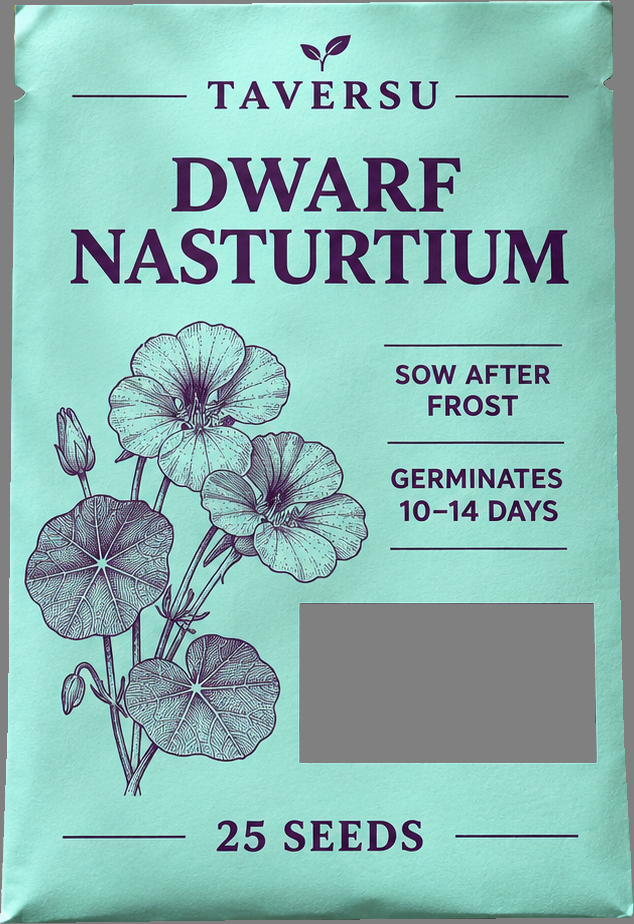 TAVERSU
DWARF
NASTURTIUM
SOW AFTER
FROST
GERMINATES
10–14 DAYS
25 SEEDS